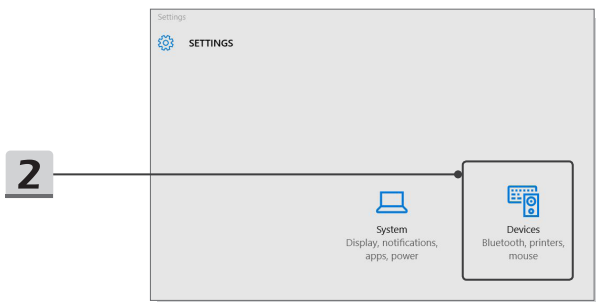 Settings
SETTINGS
2
System
Display, notifications,
apps, power
Devices
Bluetooth, printers,
mouse